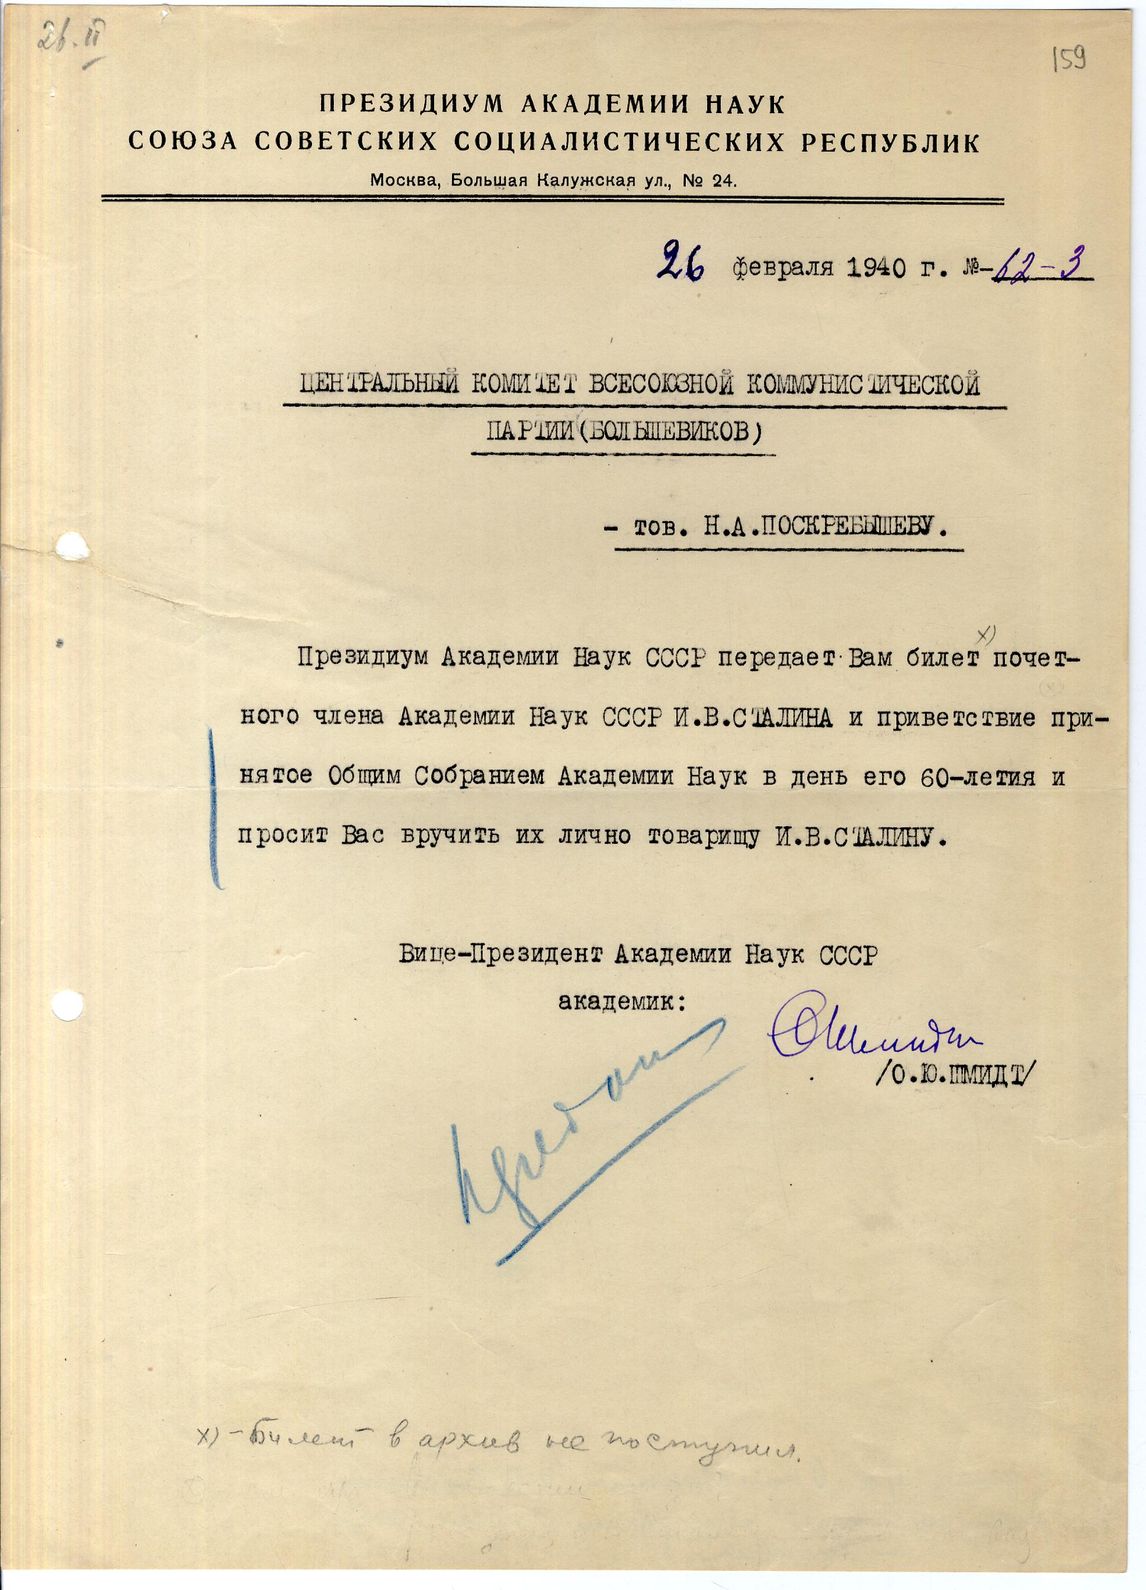 26.II
159
ПРЕЗИДИУМ АКАДЕМИИ НАУК
СОЮЗА СОВЕТСКИХ СОЦИАЛИСТИЧЕСКИХ РЕСПУБЛИК
Москва, Большая Калужская ул., № 24.
26 февраля 1940 г. №-62-3
ЦЕНТРАЛЬНЫЙ КОМИТЕТ ВСЕСОЮЗНОЙ КОММУНИСТИЧЕСКОЙ
ПАРТИИ(БОЛЬШЕВИКОВ)
- тов. Н.А.ПОСКРЕБЫШЕВУ.
Президиум Академии Наук СССР передает Вам билет х) почет-
ного члена Академии Наук СССР И.В.СТАЛИНА и приветствие при-
нятое Общим Собранием Академии Наук в день его 60-летия и
просит Вас вручить их лично товарищу И.В.СТАЛИНУ.
Вице-Президент Академии Наук СССР
академик:
ОШмидт
/О.Ю.ШМИДТ/
х) - Билет в архив не поступил.